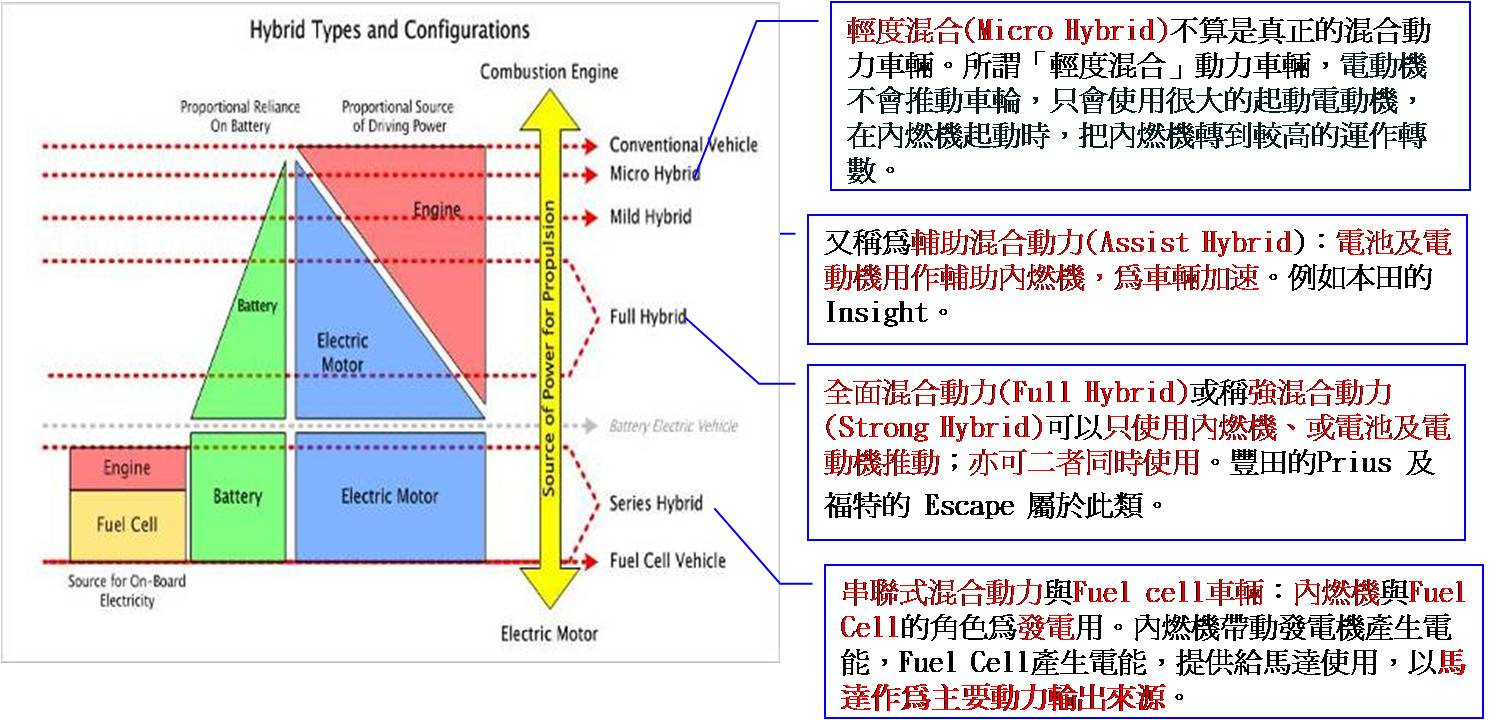 Hybrid Types and Configurations
Combustion Engine
Proportional Reliance
On Battery
Proportional Source
of Driving Power
Conventional Vehicle
Micro Hybrid
Engine
Mild Hybrid
Battery
Full Hybrid
Electric
Motor
Source of Power for Propulsion
Battery Electric Vehicle
Engine
Fuel Cell
Battery
Electric Motor
Series Hybrid
Fuel Cell Vehicle
Source for On-Board
Electricity
Electric Motor
輕度混合(Micro Hybrid)不算是真正的混合動
力車輛。所謂「輕度混合」動力車輛，電動機
不會推動車輪，只會使用很大的起動電動機，
在內燃機起動時，把內燃機轉到較高的運作轉
數。
又稱爲輔助混合動力(Assist Hybrid)：電池及電
動機用作輔助內燃機，爲車輛加速。例如本田的
Insight。
全面混合動力(Full Hybrid)或稱強混合動力
(Strong Hybrid)可以只使用內燃機、或電池及電
動機推動；亦可二者同時使用。豐田的Prius 及
福特的 Escape 屬於此類。
串聯式混合動力與Fuel cell車輛：內燃機與Fuel
Cell的角色爲發電用。內燃機帶動發電機產生電
能，Fuel Cell產生電能，提供給馬達使用，以馬
達作爲主要動力輸出來源。